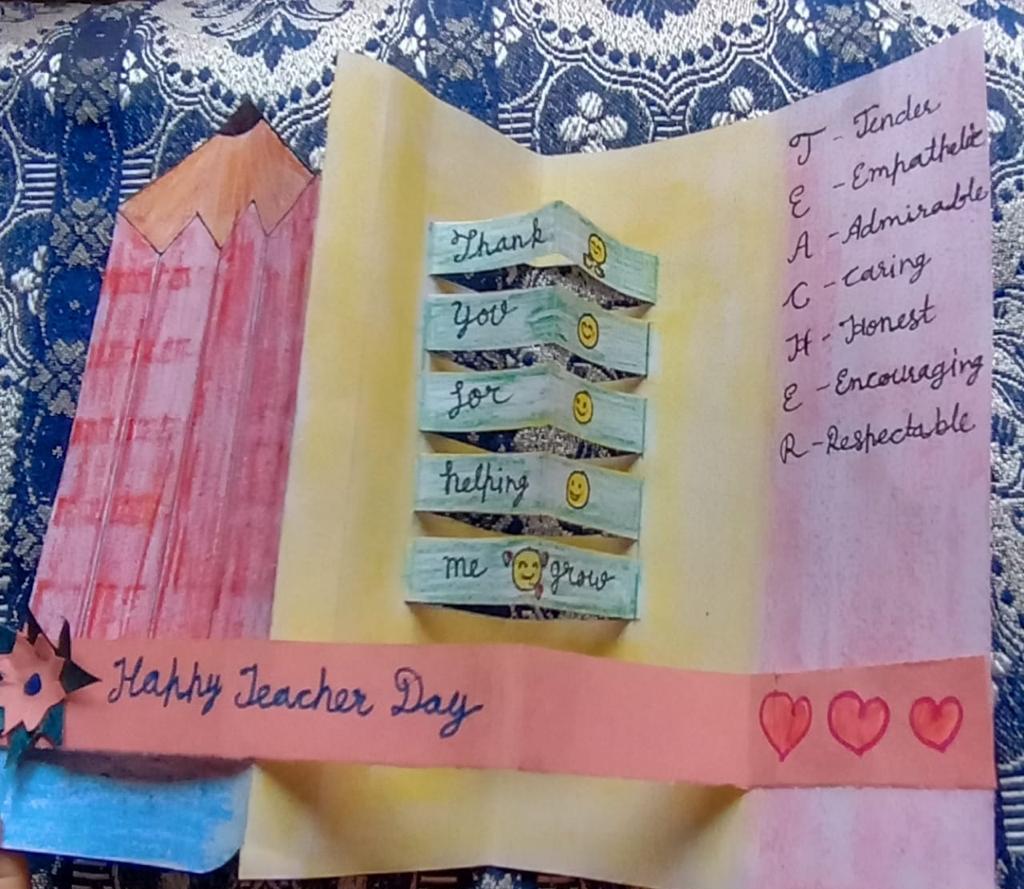 Thank
You
for
helping
me grow
T - Tender
E - Empathetic
A - Admirable
C - Caring
H - Honest
E - Encouraging
R - Respectable
Happy Teacher Day